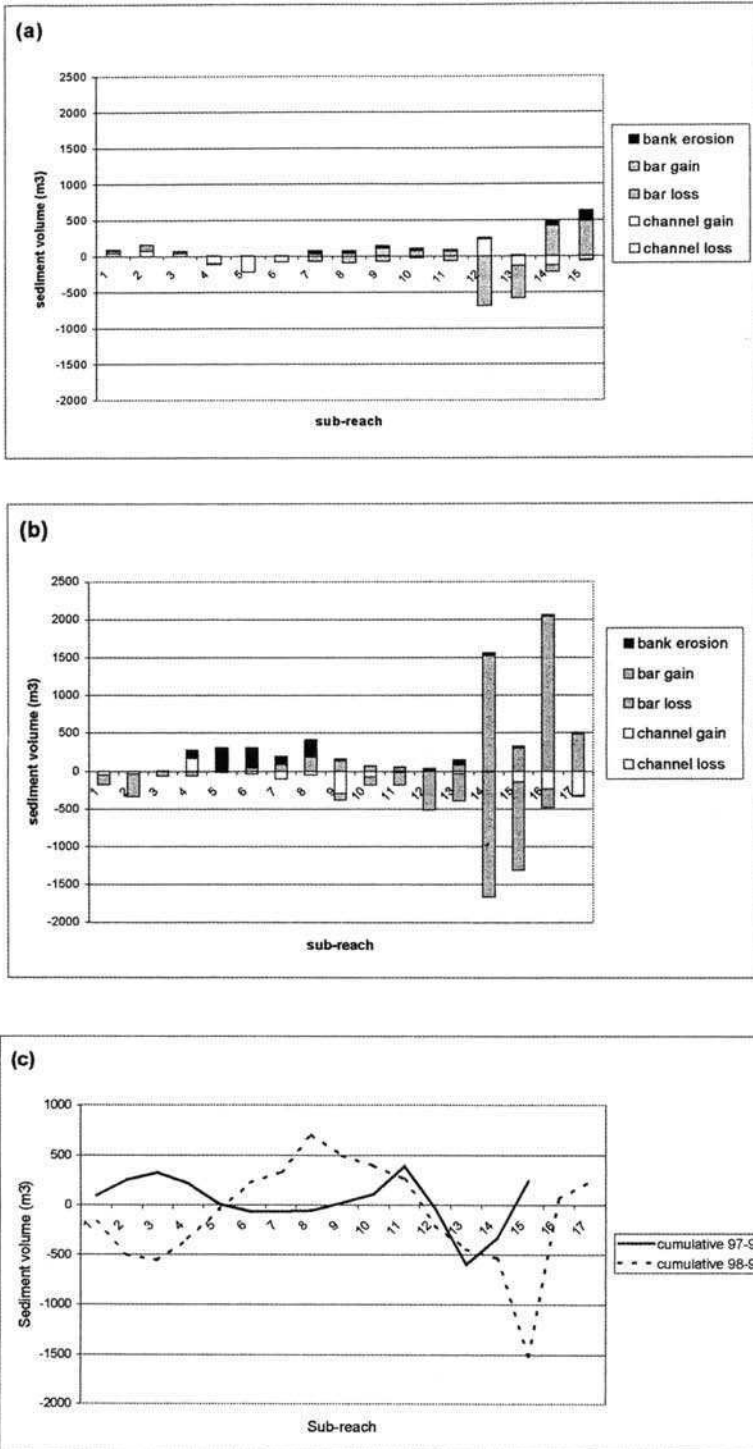 (a)
2500
2000
1500
1000
500
0
-500
-1000
-1500
-2000
sediment volume (m3)
1 2 3 4 5 6 7 8 9 10 11 12 13 14 15
sub-reach
bank erosion
bar gain
bar loss
channel gain
channel loss
(b)
2500
2000
1500
1000
500
0
-500
-1000
-1500
-2000
sediment volume (m3)
1 2 3 4 5 6 7 8 9 10 11 12 13 14 15 16 17
sub-reach
bank erosion
bar gain
bar loss
channel gain
channel loss
(c)
1000
500
0
-500
-1000
-1500
-2000
Sediment volume (m3)
1 2 3 4 5 6 7 8 9 10 11 12 13 14 15 16 17
Sub-reach
cumulative 97-9
cumulative 98-9